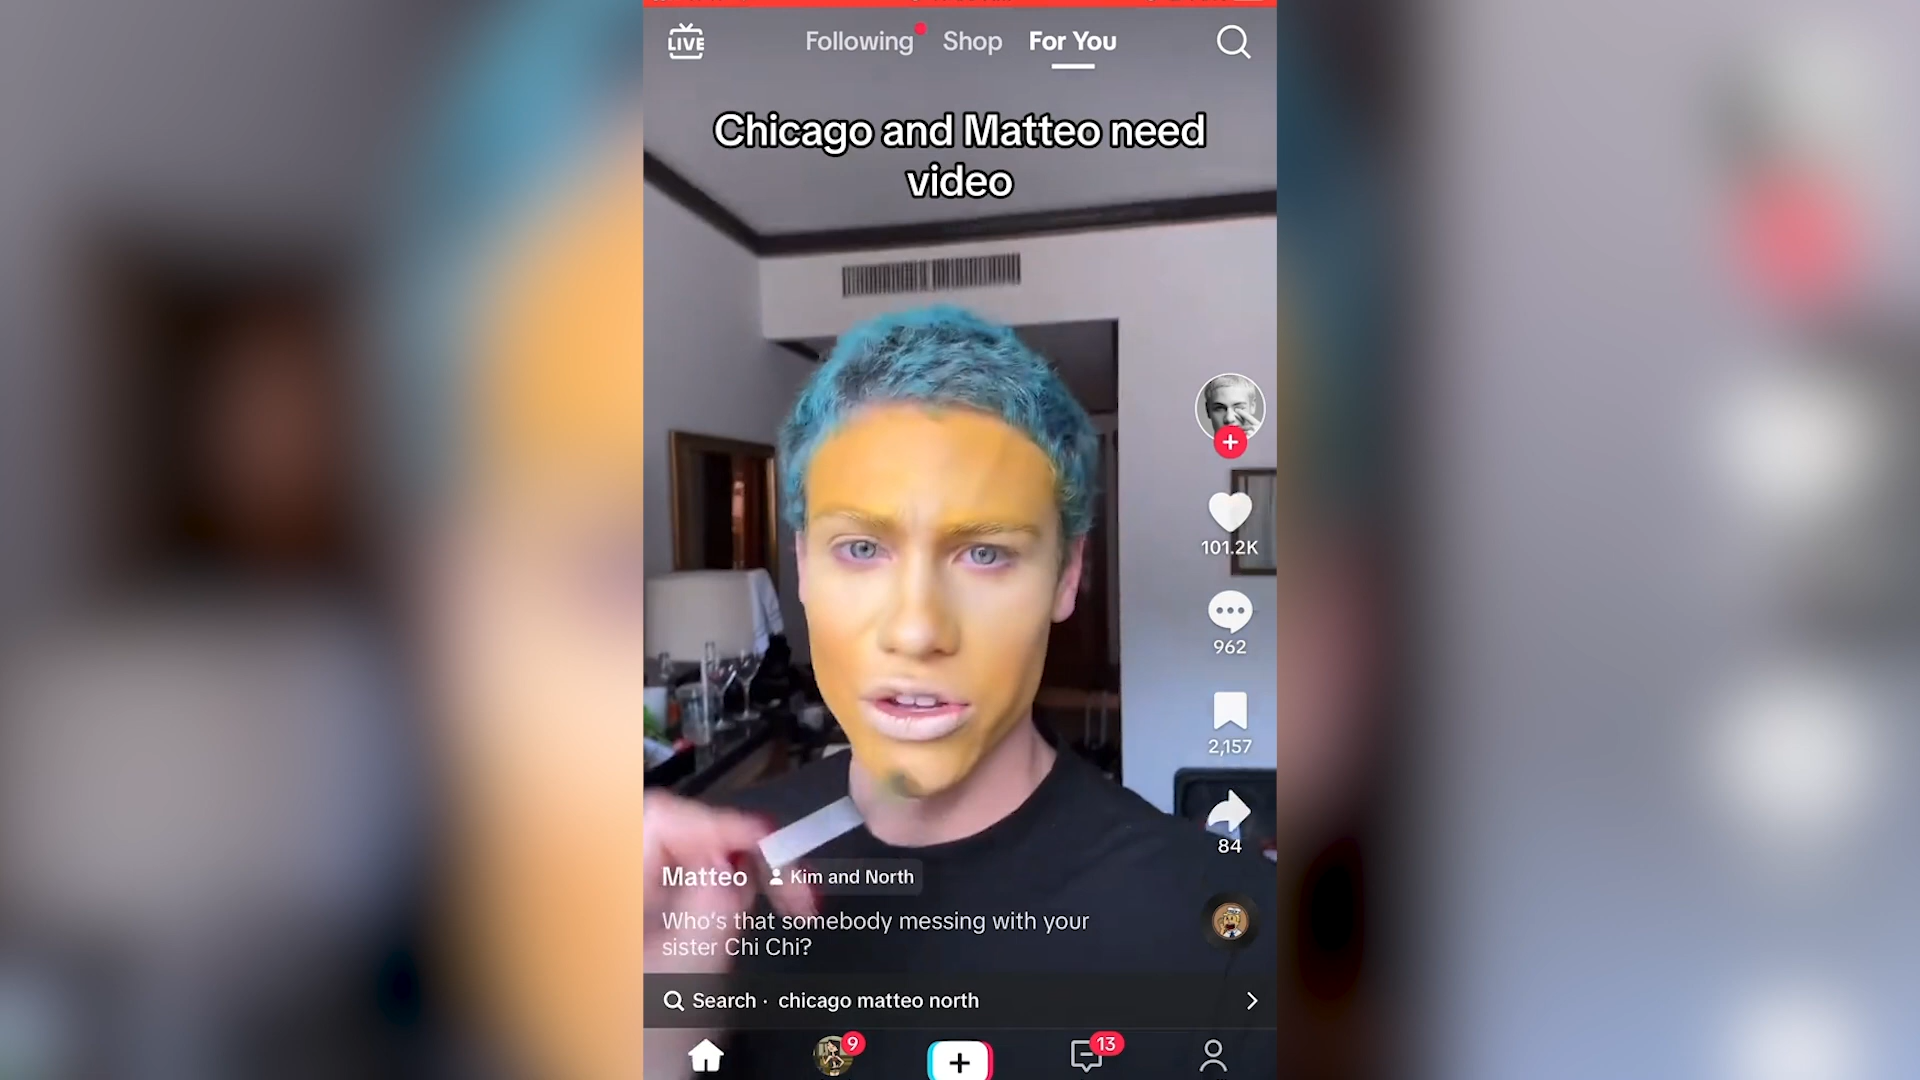 LIVE
Following
Shop
For You
Chicago and Matteo need
video
101.2K
962
2,157
84
Matteo
Kim and North
Who's that somebody messing with your
sister Chi Chi?
Search · chicago matteo north
9
13